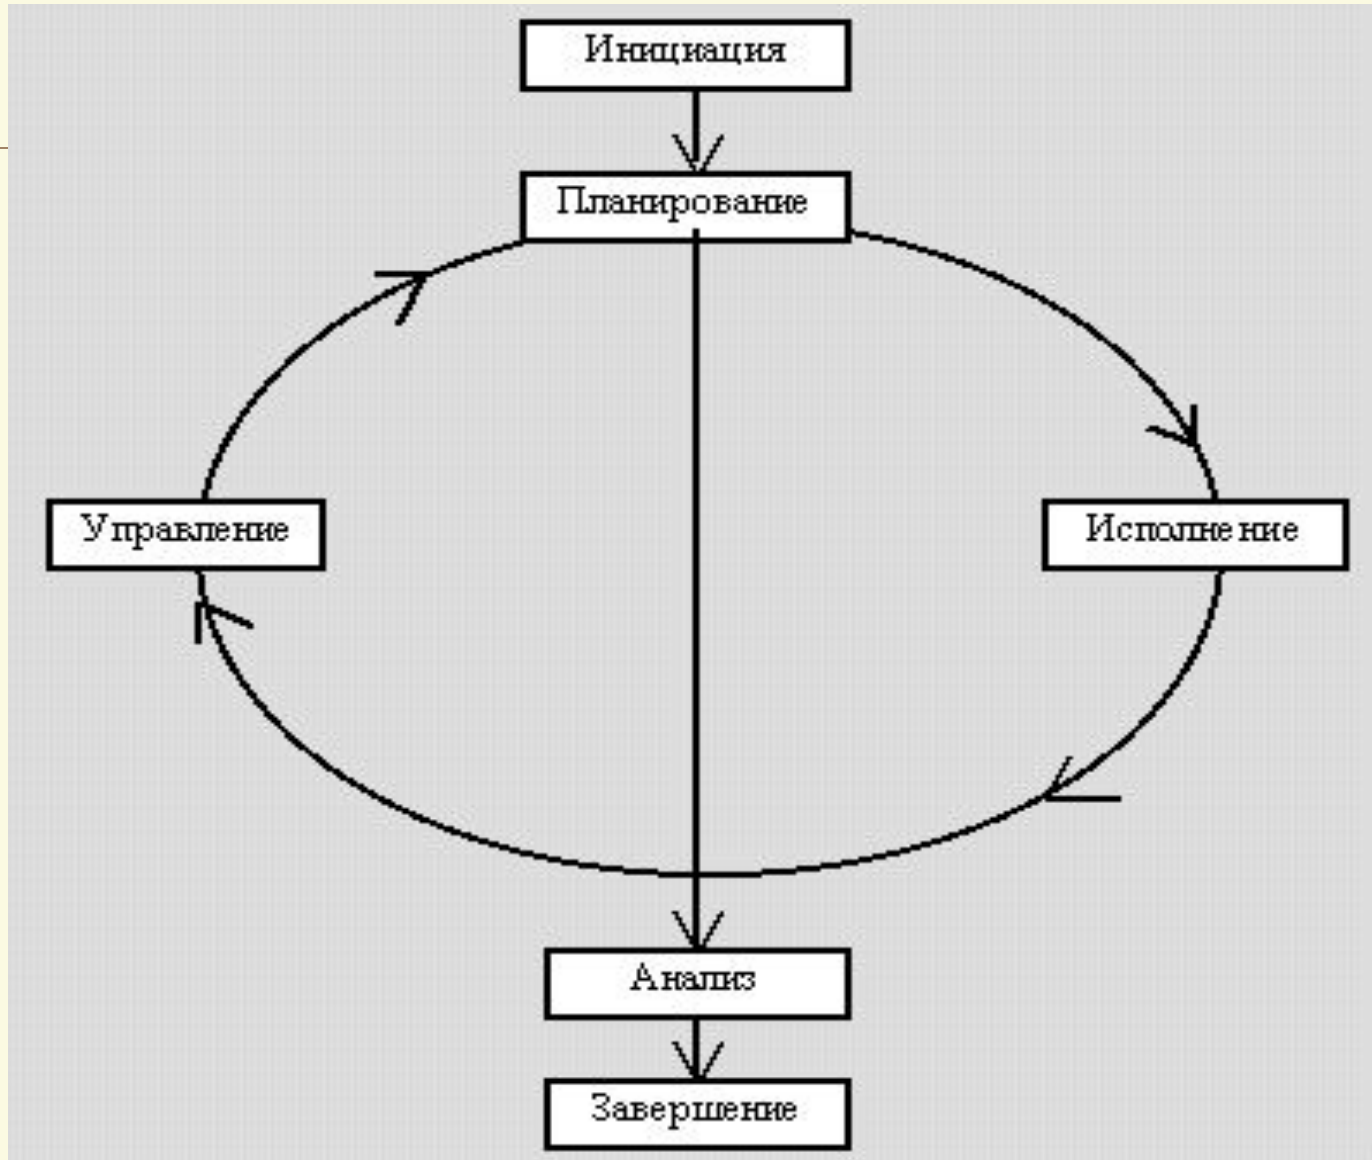 Инициация
Планирование
Управление
Исполнение
Анализ
Завершение